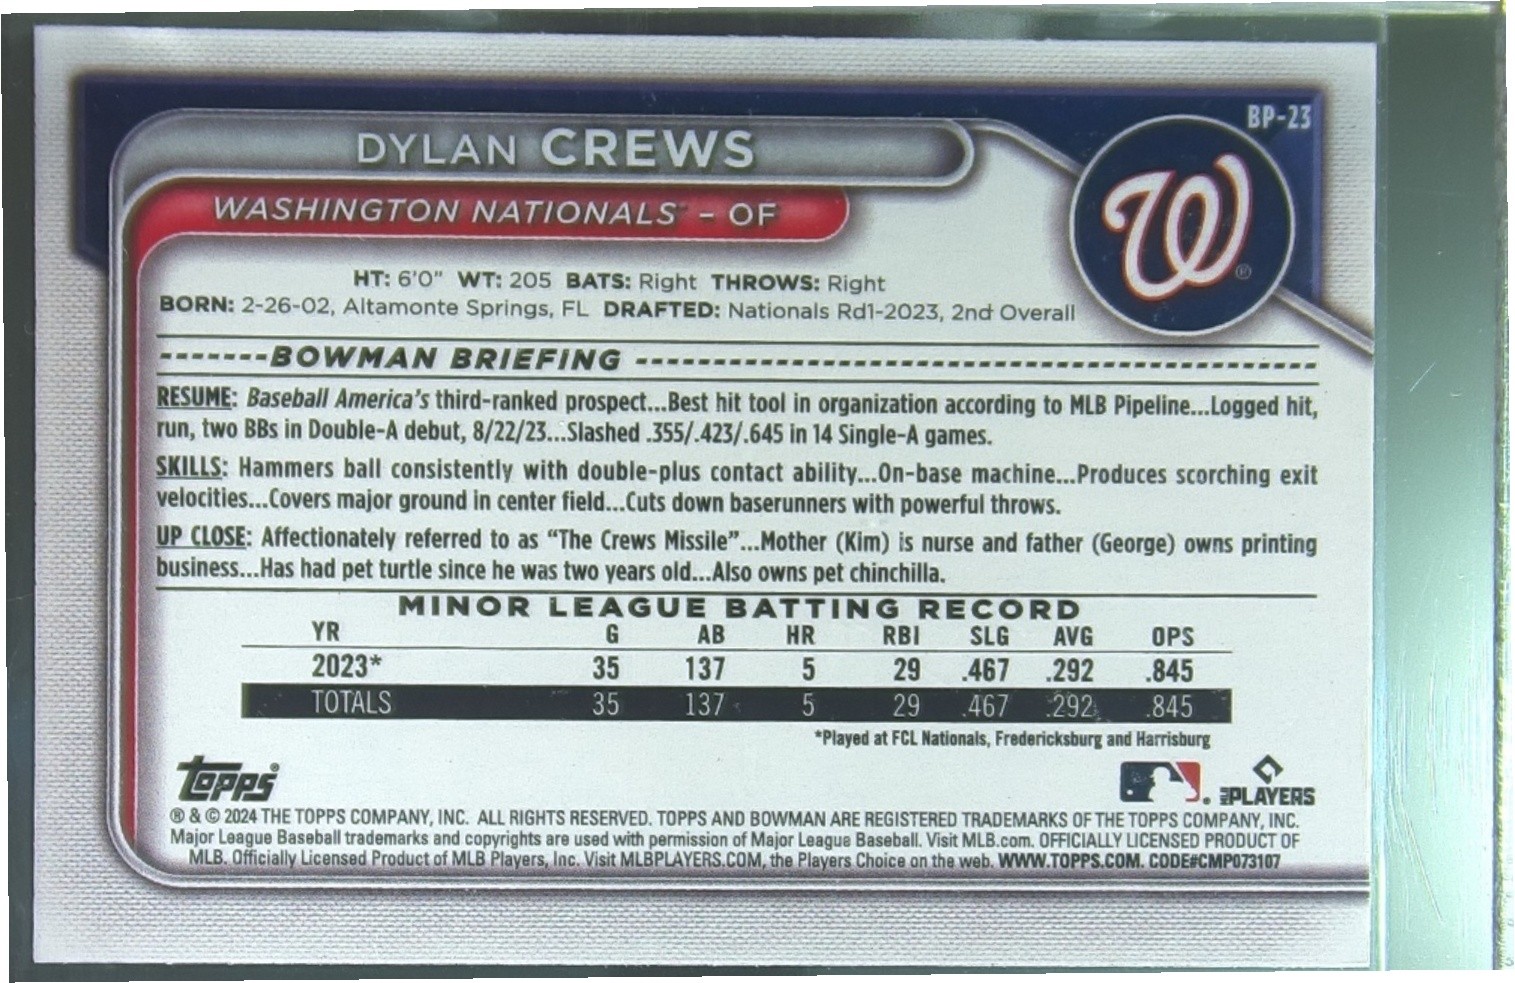 BP-23
DYLAN CREWS
WASHINGTON NATIONALS™ - OF
W®
HT: 6'0" WT: 205 BATS: Right THROWS: Right
BORN: 2-26-02, Altamonte Springs, FL DRAFTED: Nationals Rd1-2023, 2nd Overall
BOWMAN BRIEFING
RESUME: Baseball America's third-ranked prospect...Best hit tool in organization according to MLB Pipeline...Logged hit,
run, two BBs in Double-A debut, 8/22/23...Slashed .355/.423/.645 in 14 Single-A games.
SKILLS: Hammers ball consistently with double-plus contact ability...On-base machine...Produces scorching exit
velocities...Covers major ground in center field...Cuts down baserunners with powerful throws.
UP CLOSE: Affectionately referred to as “The Crews Missile”...Mother (Kim) is nurse and father (George) owns printing
business...Has had pet turtle since he was two years old...Also owns pet chinchilla.
MINOR LEAGUE BATTING RECORD
YR G AB HR RBI SLG AVG OPS
2023* 35 137 5 29 .467 .292 .845
TOTALS 35 137 5 29 .467 .292 .845
*Played at FCL Nationals, Fredericksburg and Harrisburg
topps®
MLB PLAYERS
® & © 2024 THE TOPPS COMPANY, INC. ALL RIGHTS RESERVED. TOPPS AND BOWMAN ARE REGISTERED TRADEMARKS OF THE TOPPS COMPANY, INC.
Major League Baseball trademarks and copyrights are used with permission of Major League Baseball. Visit MLB.com. OFFICIALLY LICENSED PRODUCT OF
MLB. Officially Licensed Product of MLB Players, Inc. Visit MLBPLAYERS.COM, the Players Choice on the web. WWW.TOPPS.COM. CODE#CMP073107